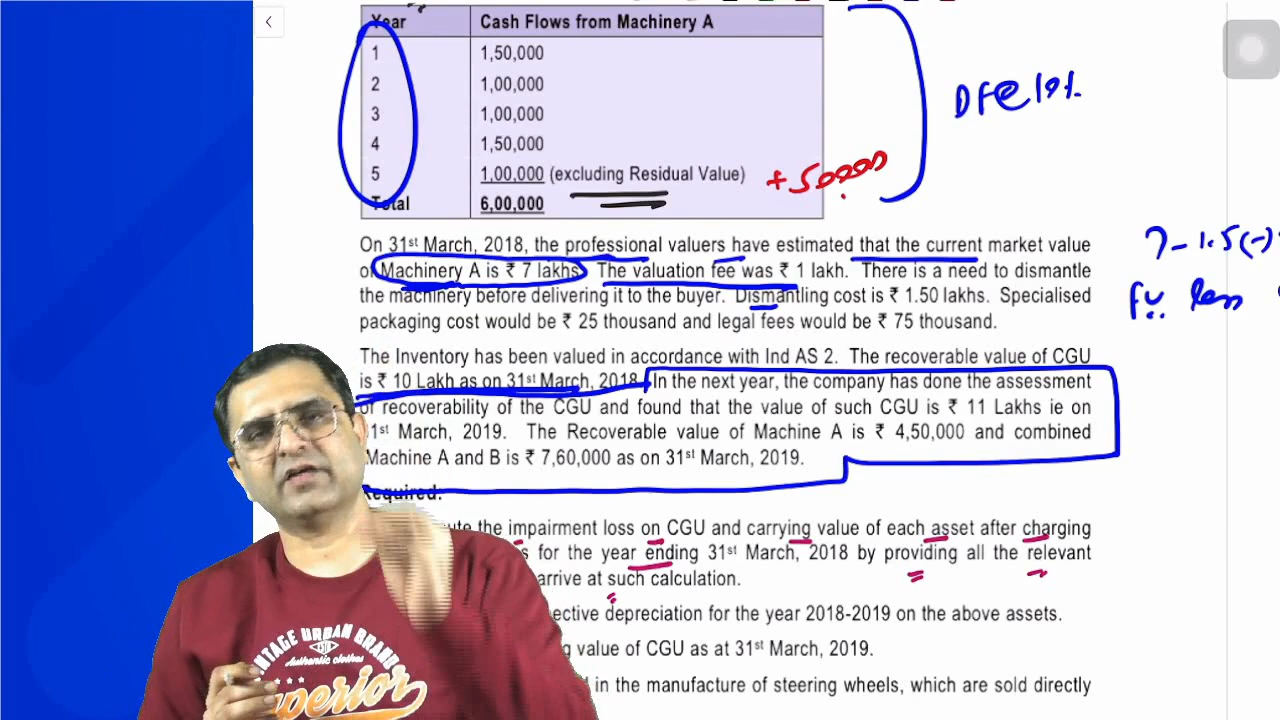 Year Cash Flows from Machinery A
1 1,50,000
2 1,00,000
3 1,00,000
4 1,50,000
5 1,00,000 (excluding Residual Value) +50000
Total 6,00,000
DF@10%
On 31st March, 2018, the professional valuers have estimated that the current market value
of Machinery A is ₹ 7 lakhs. The valuation fee was ₹ 1 lakh. There is a need to dismantle
the machinery before delivering it to the buyer. Dismantling cost is ₹ 1.50 lakhs. Specialised
packaging cost would be ₹ 25 thousand and legal fees would be ₹ 75 thousand.
7-1.5(-)
FV less
The Inventory has been valued in accordance with Ind AS 2. The recoverable value of CGU
is ₹ 10 Lakh as on 31st March, 2018. In the next year, the company has done the assessment
of recoverability of the CGU and found that the value of such CGU is ₹ 11 Lakhs ie on
31st March, 2019. The Recoverable value of Machine A is ₹ 4,50,000 and combined
Machine A and B is ₹ 7,60,000 as on 31st March, 2019.
Required:
the impairment loss on CGU and carrying value of each asset after charging
for the year ending 31st March, 2018 by providing all the relevant
arrive at such calculation.
depreciation for the year 2018-2019 on the above assets.
value of CGU as at 31st March, 2019.
in the manufacture of steering wheels, which are sold directly
VINTAGE URBAN BRAND
Authentic clothes
Superior